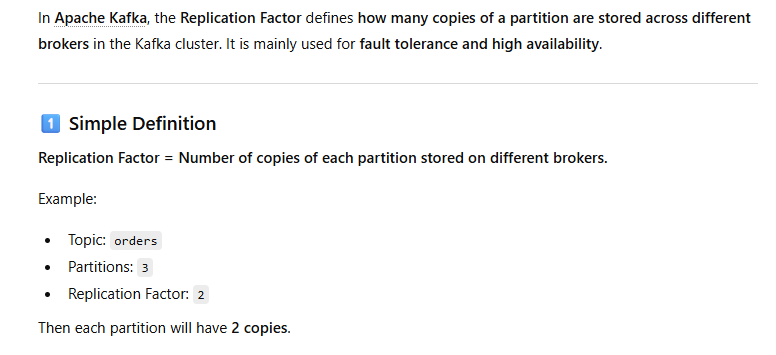 In Apache Kafka, the Replication Factor defines how many copies of a partition are stored across different
brokers in the Kafka cluster. It is mainly used for fault tolerance and high availability.
1 Simple Definition
Replication Factor = Number of copies of each partition stored on different brokers.
Example:
• Topic: orders
• Partitions: 3
• Replication Factor: 2
Then each partition will have 2 copies.